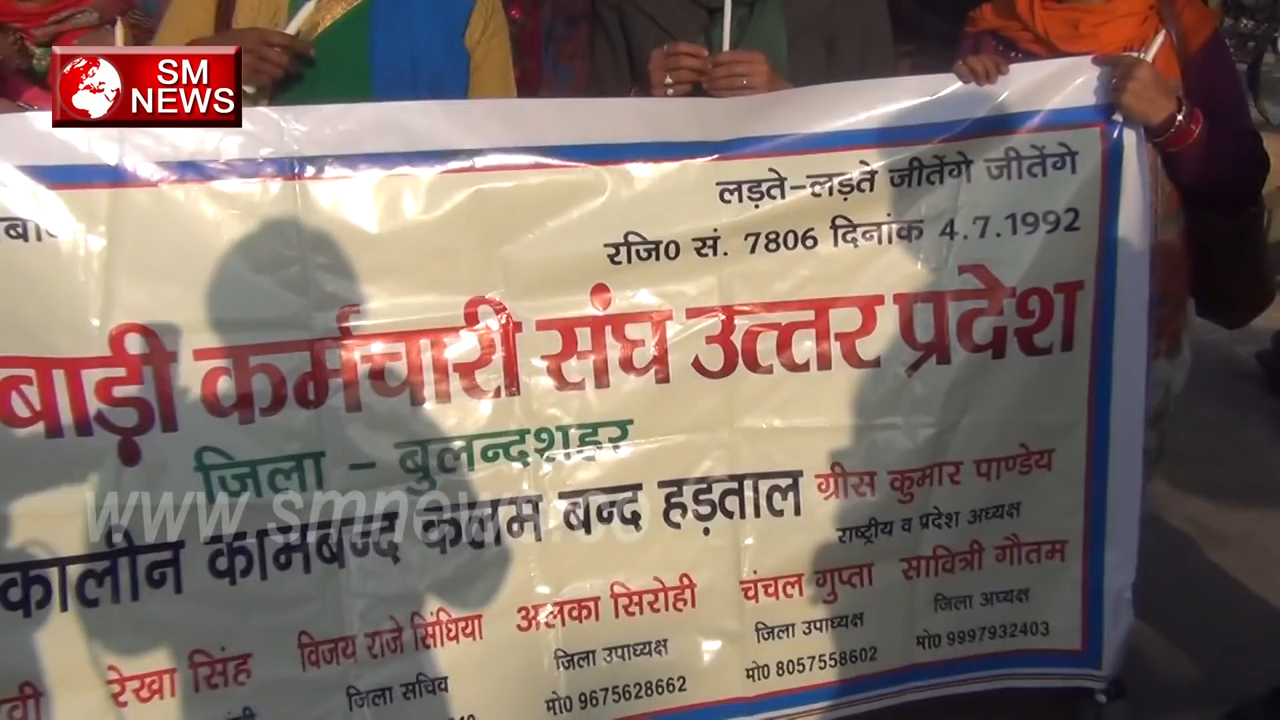 SM
NEWS
लड़ते-लड़ते जीतेंगे जीतेंगे
रजि0 सं. 7806 दिनांक 4.7.1992
बाड़ी कर्मचारी संघ उत्तर प्रदेश
जिला - बुलन्दशहर
कालीन कामबन्द कलम बन्द हड़ताल
ग्रीस कुमार पाण्डेय
राष्ट्रीय व प्रदेश अध्यक्ष
रेखा सिंह
विजय राजे सिंधिया
जिला सचिव
अलका सिरोही
जिला उपाध्यक्ष
मो0 9675628662
चंचल गुप्ता
जिला उपाध्यक्ष
मो0 8057558602
सावित्री गौतम
जिला अध्यक्ष
मो0 9997932403
www.smnews.co